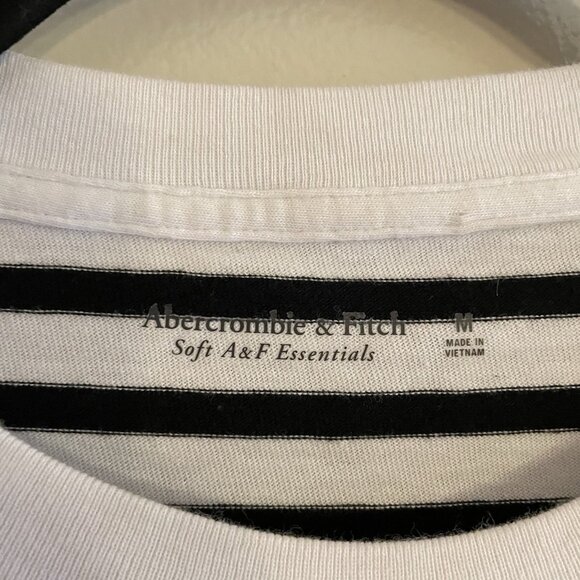 Abercrombie & Fitch
Soft A&F Essentials
M
MADE IN
VIETNAM